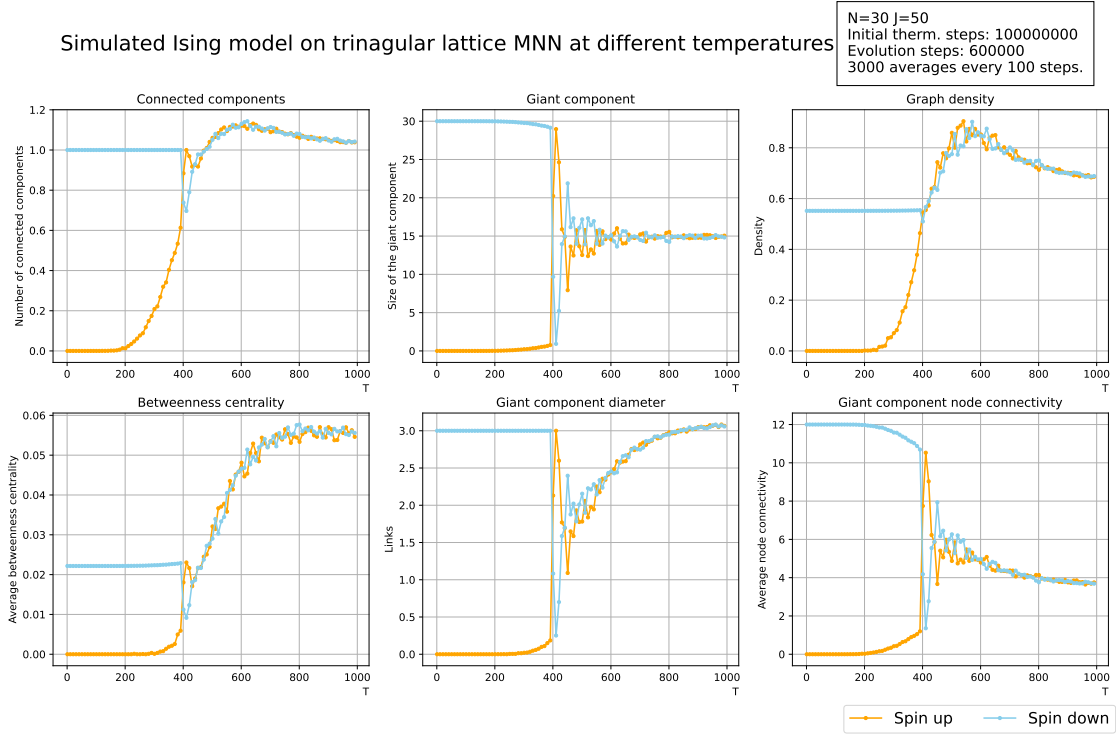 Simulated Ising model on trinagular lattice MNN at different temperatures
N=30 J=50
Initial therm. steps: 100000000
Evolution steps: 600000
3000 averages every 100 steps.
Connected components
Number of connected components
1.2
1.0
0.8
0.6
0.4
0.2
0.0
0 200 400 600 800 1000
T
Giant component
Size of the giant component
30
25
20
15
10
5
0
0 200 400 600 800 1000
T
Graph density
Density
0.8
0.6
0.4
0.2
0.0
0 200 400 600 800 1000
T
Betweenness centrality
Average betweenness centrality
0.06
0.05
0.04
0.03
0.02
0.01
0.00
0 200 400 600 800 1000
T
Giant component diameter
Links
3.0
2.5
2.0
1.5
1.0
0.5
0.0
0 200 400 600 800 1000
T
Giant component node connectivity
Average node connectivity
12
10
8
6
4
2
0
0 200 400 600 800 1000
T
Spin up Spin down